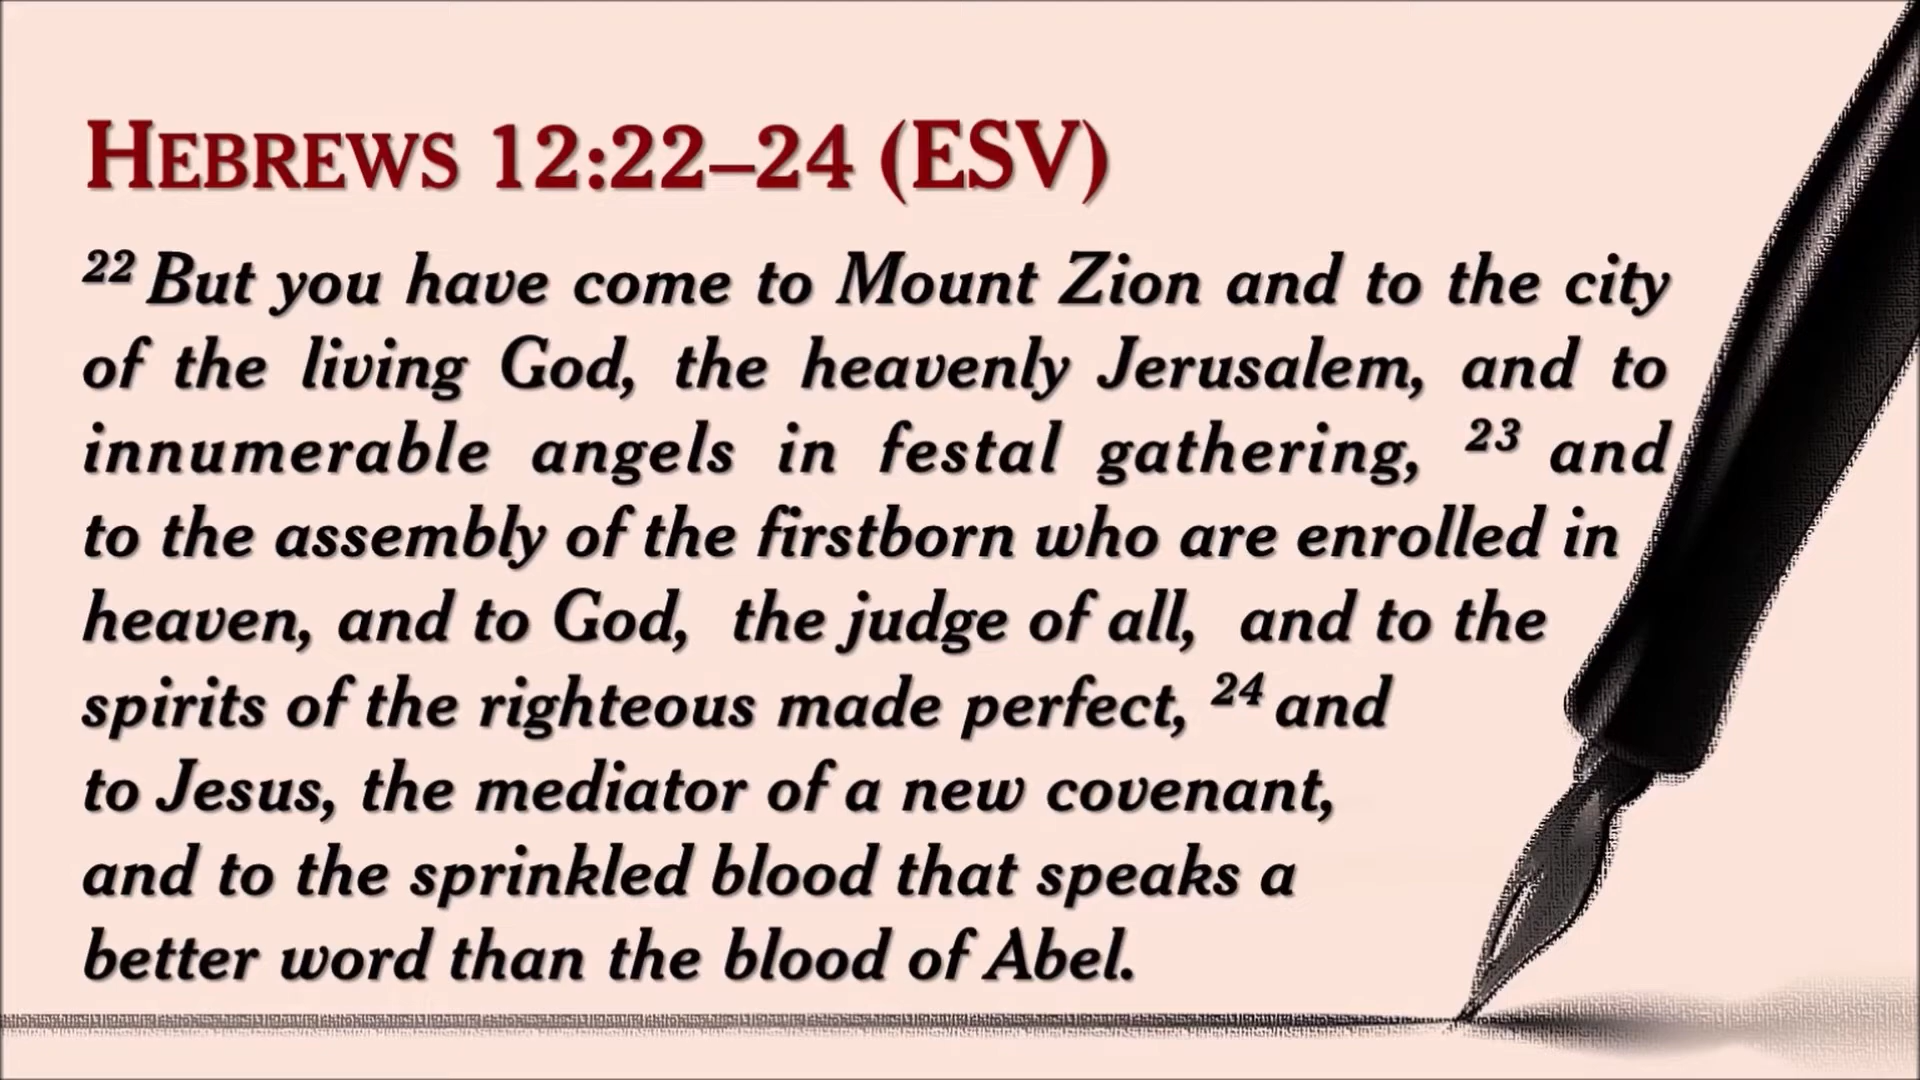 HEBREWS 12:22–24 (ESV)
22 But you have come to Mount Zion and to the city
of the living God, the heavenly Jerusalem, and to
innumerable angels in festal gathering, 23 and
to the assembly of the firstborn who are enrolled in
heaven, and to God, the judge of all, and to the
spirits of the righteous made perfect, 24 and
to Jesus, the mediator of a new covenant,
and to the sprinkled blood that speaks a
better word than the blood of Abel.